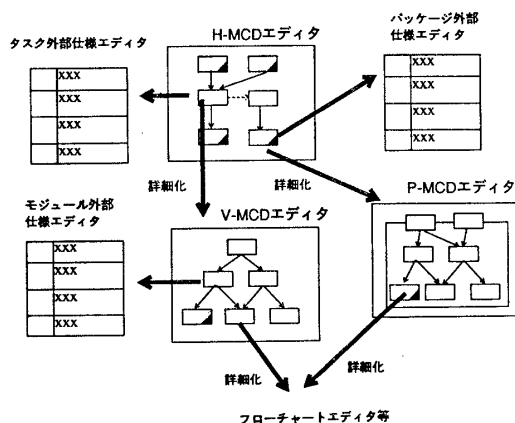 タスク外部仕様エディタ
XXX
XXX
XXX
XXX
H-MCDエディタ
パッケージ外部
仕様エディタ
XXX
XXX
XXX
XXX
詳細化
詳細化
モジュール外部
仕様エディタ
XXX
XXX
XXX
XXX
V-MCDエディタ
P-MCDエディタ
詳細化
詳細化
フローチャートエディタ等